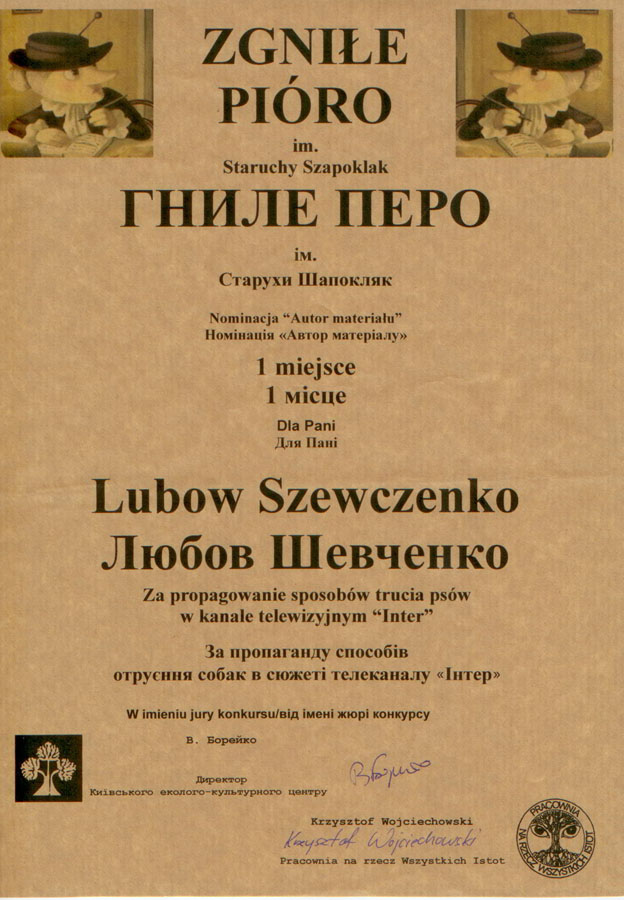 ZGNIŁE
PIÓRO
im.
Staruchy Szapoklak
ГНИЛЕ ПЕРО
ім.
Старухи Шапокляк
Nominacja “Autor materiału”
Номінація «Автор матеріалу»
1 miejsce
1 місце
Dla Pani
Для Пані
Lubow Szewczenko
Любов Шевченко
Za propagowanie sposobów trucia psów
w kanale telewizyjnym “Inter”
За пропаганду способів
отруєння собак в сюжеті телеканалу «Інтер»
W imieniu jury konkursu/від імені жюрі конкурсу
В. Борейко
Директор
Київського еколого-культурного центру
Krzysztof Wojciechowski
Krzysztof Wojciechowski
Pracownia na rzecz Wszystkich Istot
PRACOWNIA
NA RZECZ WSZYSTKICH ISTOT